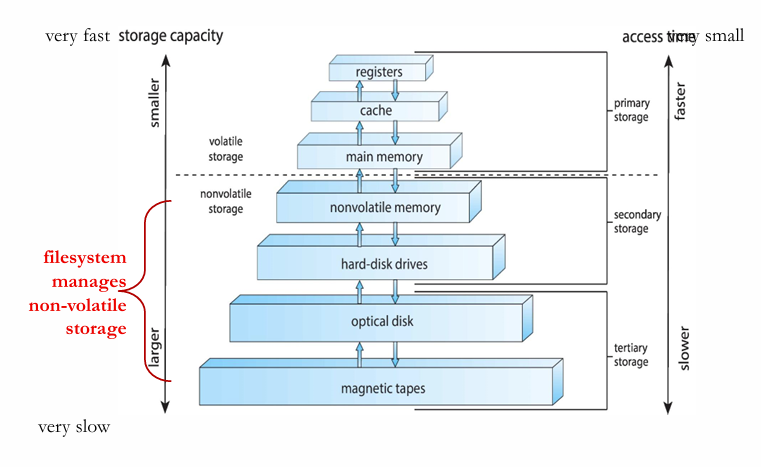 very fast
storage capacity
access time
very small
smaller
faster
registers
cache
primary
storage
volatile
storage
main memory
nonvolatile
storage
nonvolatile memory
secondary
storage
filesystem
manages
non-volatile
storage
hard-disk drives
optical disk
larger
tertiary
storage
slower
magnetic tapes
very slow